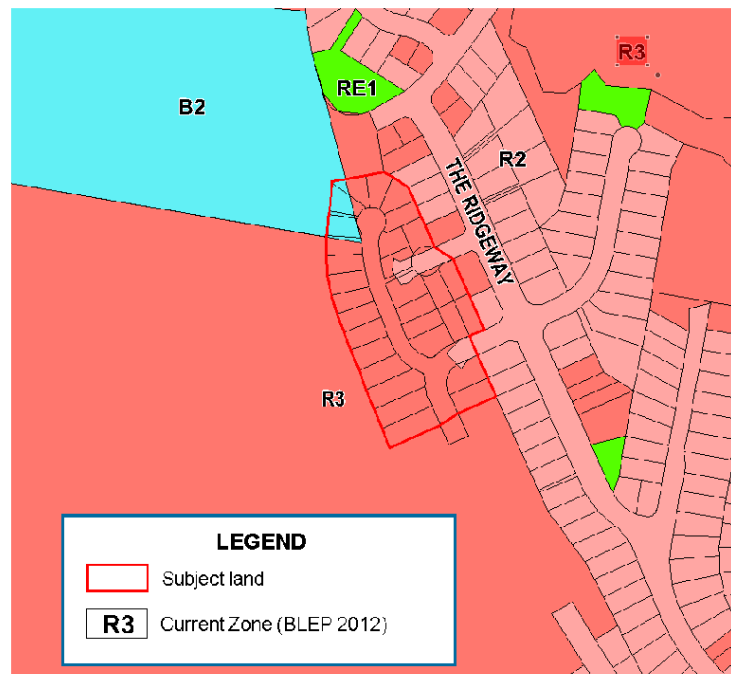 R3
RE1
B2
R2
THE RIDGEWAY
R3
LEGEND
Subject land
R3 Current Zone (BLEP 2012)